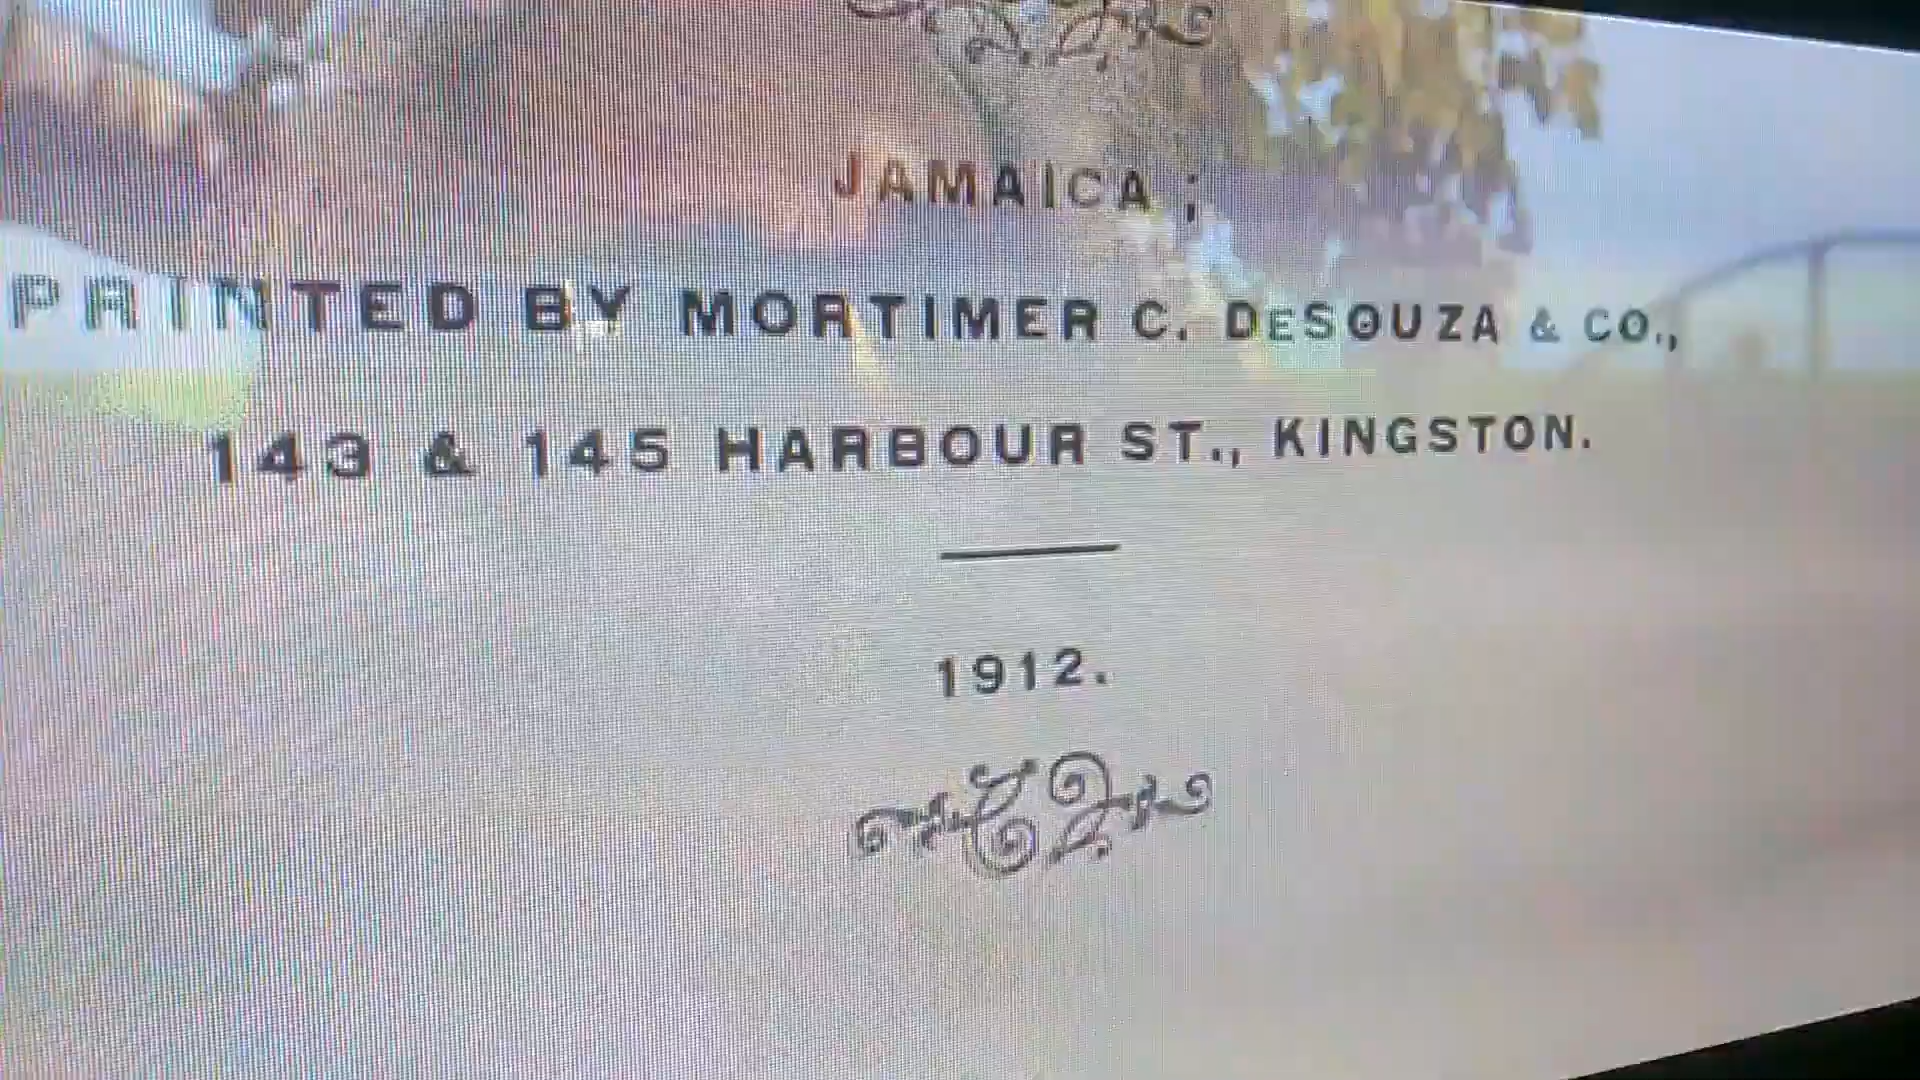 JAMAICA ;
PRINTED BY MORTIMER C. DESOUZA & CO.,
143 & 145 HARBOUR ST., KINGSTON.
1912.